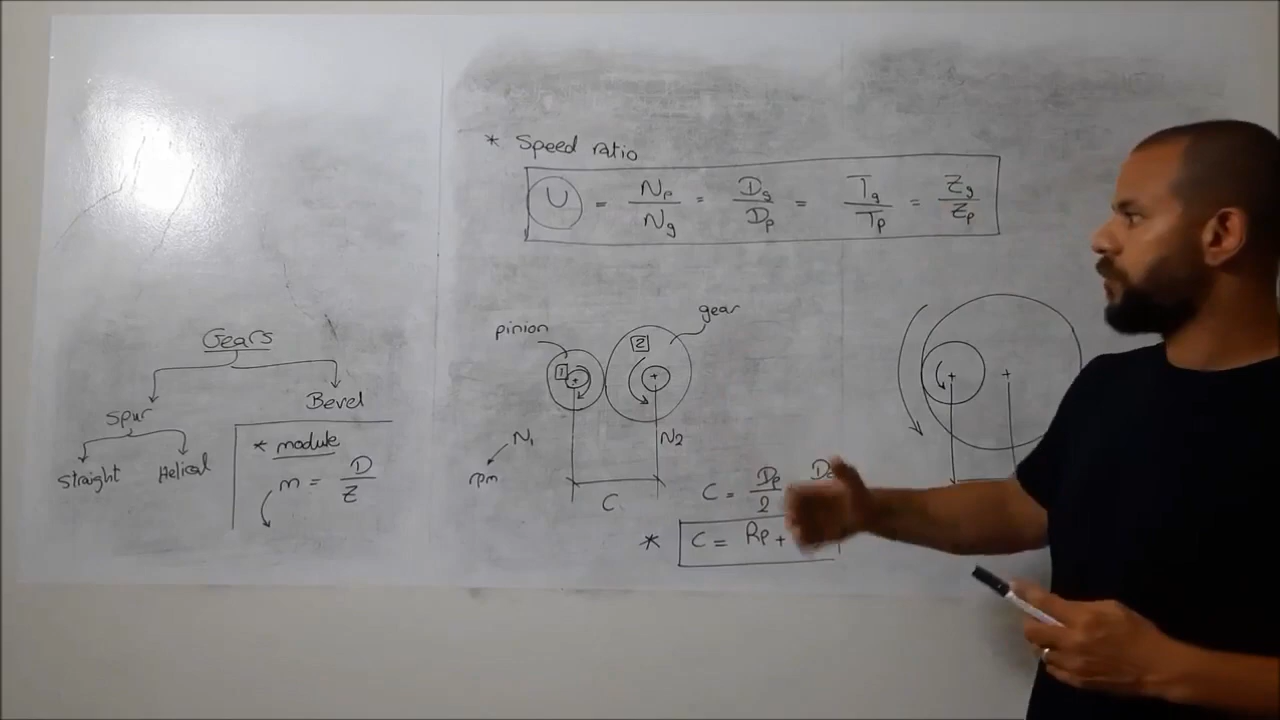 * Speed ratio
U = Np/Ng = Dg/Dp = Tg/Tp = Zg/Zp
Gears
Spur
Bevel
Straight
Helical
* module
m = D/Z
pinion
gear
1
2
N1
N2
rpm
C
C = Dp/2
* C = Rp +